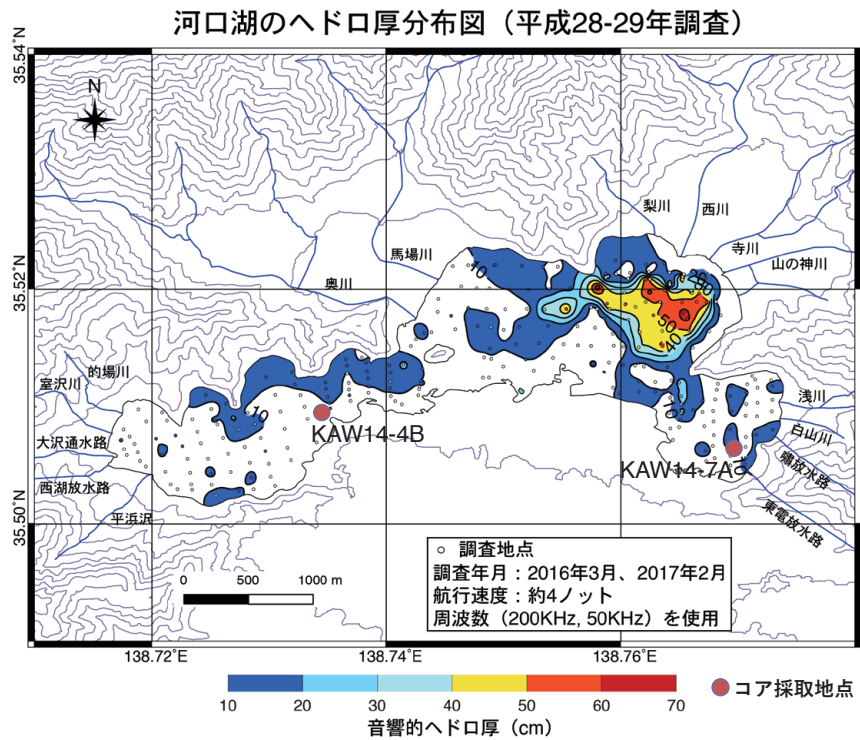 河口湖のヘドロ厚分布図（平成28-29年調査）
35.54°N
N
梨川
西川
寺川
山の神川
馬場川
奥川
35.52°N
10
50
40
的場川
室沢川
浅川
10
10
白山川
KAW14-4B
大沢通水路
KAW14-7A
嘯放水路
西湖放水路
東電放水路
平浜沢
35.50°N
調査地点
調査年月：2016年3月、2017年2月
航行速度：約4ノット
周波数（200KHz, 50KHz）を使用
0 500 1000 m
138.72°E 138.74°E 138.76°E
コア採取地点
10 20 30 40 50 60 70
音響的ヘドロ厚（cm）